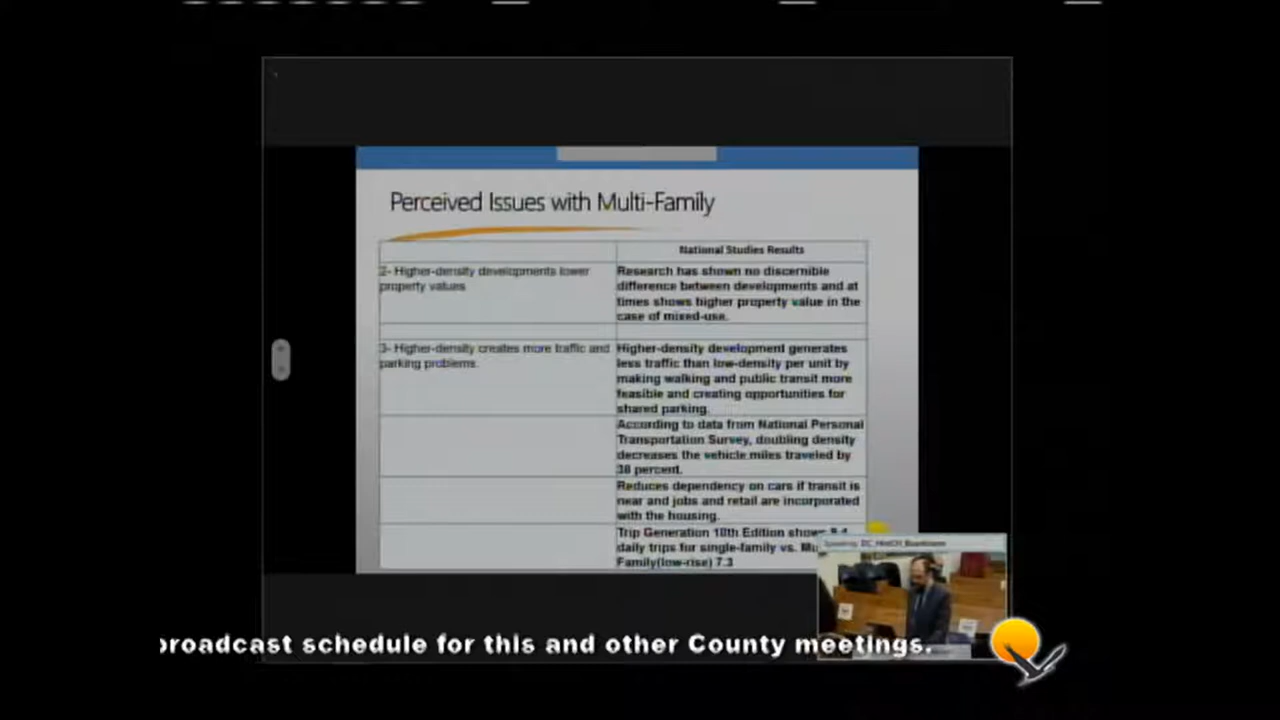 Perceived Issues with Multi-Family
National Studies Results
2- Higher-density developments lower
property values
Research has shown no discernible
difference between developments and at
times shows higher property value in the
case of mixed-use.
3- Higher-density creates more traffic and
parking problems.
Higher-density development generates
less traffic than low-density per unit by
making walking and public transit more
feasible and creating opportunities for
shared parking.
According to data from National Personal
Transportation Survey, doubling density
decreases the vehicle miles traveled by
38 percent.
Reduces dependency on cars if transit is
near and jobs and retail are incorporated
with the housing.
Trip Generation 10th Edition shows
daily trips for single-family vs.
Family(low-rise) 7.3
Speaking:
broadcast schedule for this and other County meetings.